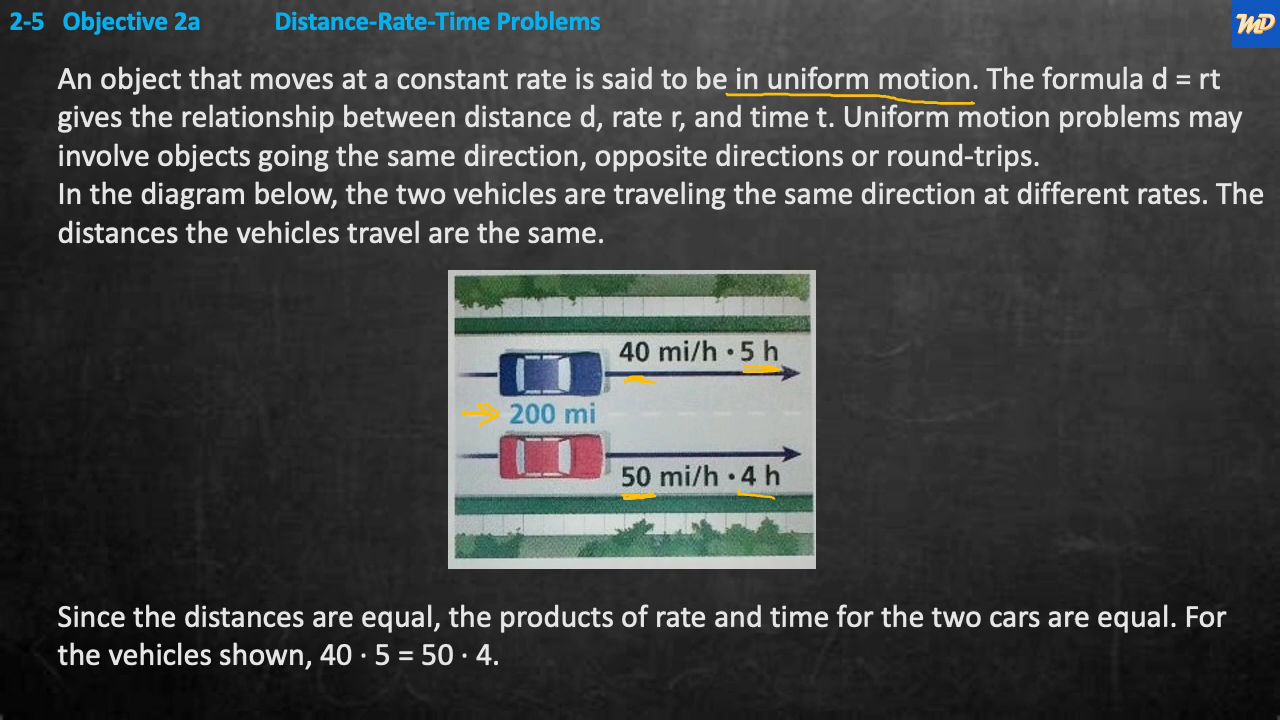 2-5 Objective 2a Distance-Rate-Time Problems
MD
An object that moves at a constant rate is said to be in uniform motion. The formula d = rt
gives the relationship between distance d, rate r, and time t. Uniform motion problems may
involve objects going the same direction, opposite directions or round-trips.
In the diagram below, the two vehicles are traveling the same direction at different rates. The
distances the vehicles travel are the same.
40 mi/h · 5 h
200 mi
50 mi/h · 4 h
Since the distances are equal, the products of rate and time for the two cars are equal. For
the vehicles shown, 40 · 5 = 50 · 4.